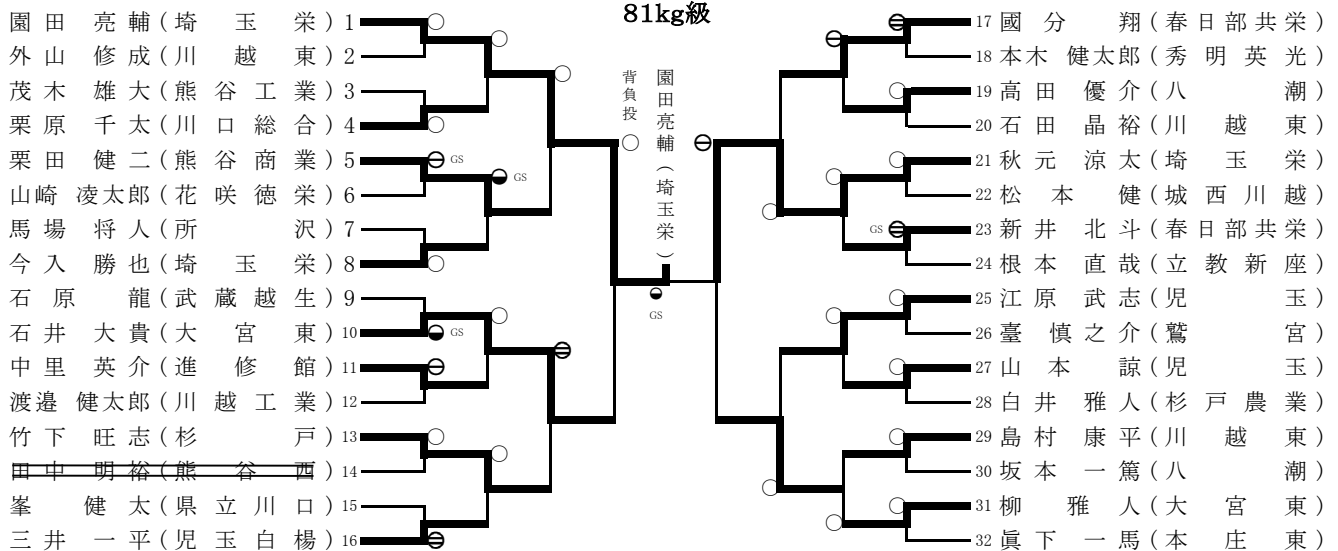 81kg級
園田亮輔(埼玉栄) 1
外山修成(川越東) 2
茂木雄大(熊谷工業) 3
栗原千太(川口総合) 4
栗田健二(熊谷商業) 5
GS
山崎凌太郎(花咲徳栄) 6
GS
馬場将人(所沢) 7
今入勝也(埼玉栄) 8
石原龍(武蔵越生) 9
石井大貴(大宮東) 10
GS
中里英介(進修館) 11
渡邉健太郎(川越工業) 12
竹下旺志(杉戸) 13
田中明裕(熊谷西) 14
峯健太(県立川口) 15
三井一平(児玉白楊) 16
背負投
園田亮輔(埼玉栄)
GS
17 國分翔(春日部共栄)
18 本木健太郎(秀明英光)
19 高田優介(八潮)
20 石田晶裕(川越東)
21 秋元涼太(埼玉栄)
22 松本健(城西川越)
GS
23 新井北斗(春日部共栄)
24 根本直哉(立教新座)
25 江原武志(児玉)
26 臺慎之介(鷲宮)
27 山本諒(児玉)
28 白井雅人(杉戸農業)
29 島村康平(川越東)
30 坂本一篤(八潮)
31 柳雅人(大宮東)
32 眞下一馬(本庄東)